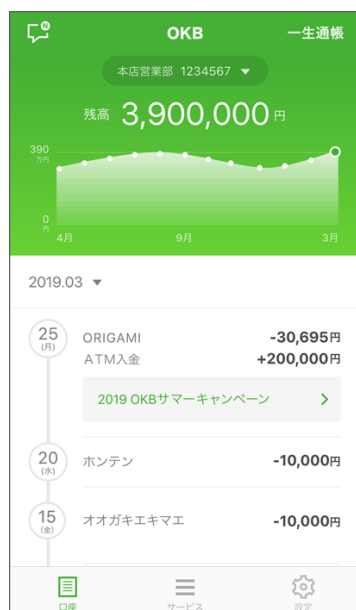 N
OKB
一生通帳
本店営業部 1234567 ▼
残高 3,900,000 円
390
万円
0
円
4月 9月 3月
2019.03 ▼
25
(月)
ORIGAMI -30,695円
ATM入金 +200,000円
2019 OKBサマーキャンペーン >
20
(水)
ホンテン -10,000円
15
(金)
オオガキエキマエ -10,000円
口座 サービス 設定